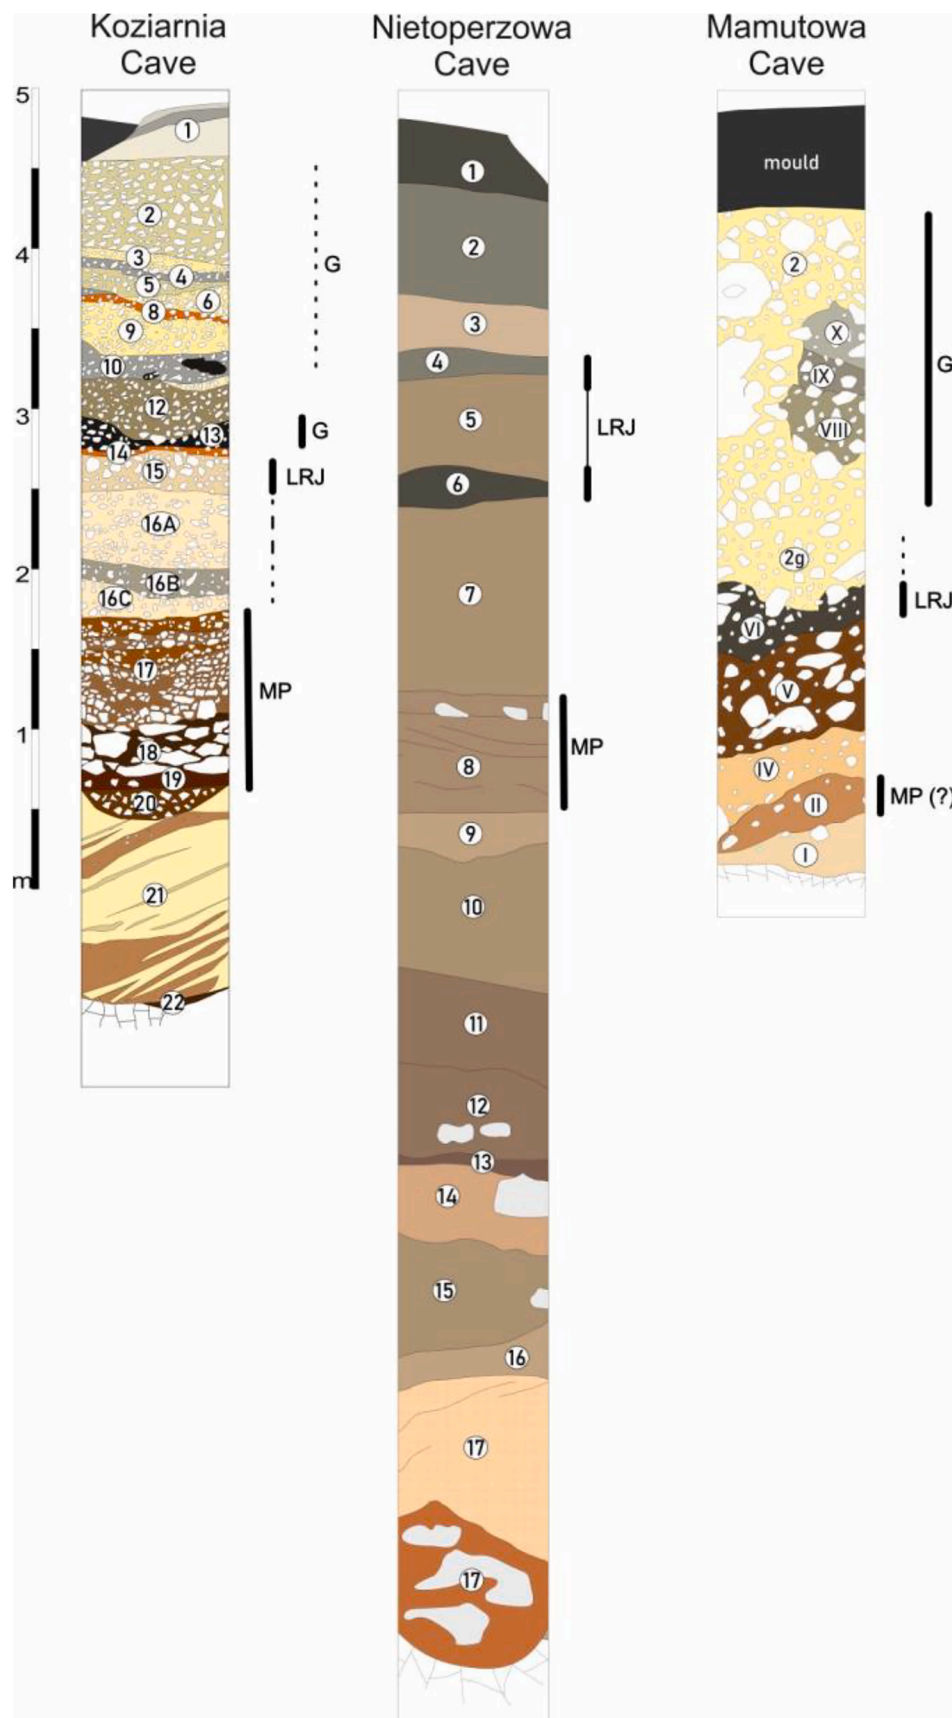 Koziarnia
Cave
Nietoperzowa
Cave
Mamutowa
Cave
5
4
3
2
1
m
1
2
3
4
5
6
8
9
10
12
13
14
15
16A
16B
16C
17
18
19
20
21
22
G
G
LRJ
MP
1
2
3
4
5
6
7
8
9
10
11
12
13
14
15
16
17
17
LRJ
MP
mould
2
X
IX
VIII
2g
VI
V
IV
II
I
G
LRJ
MP (?)